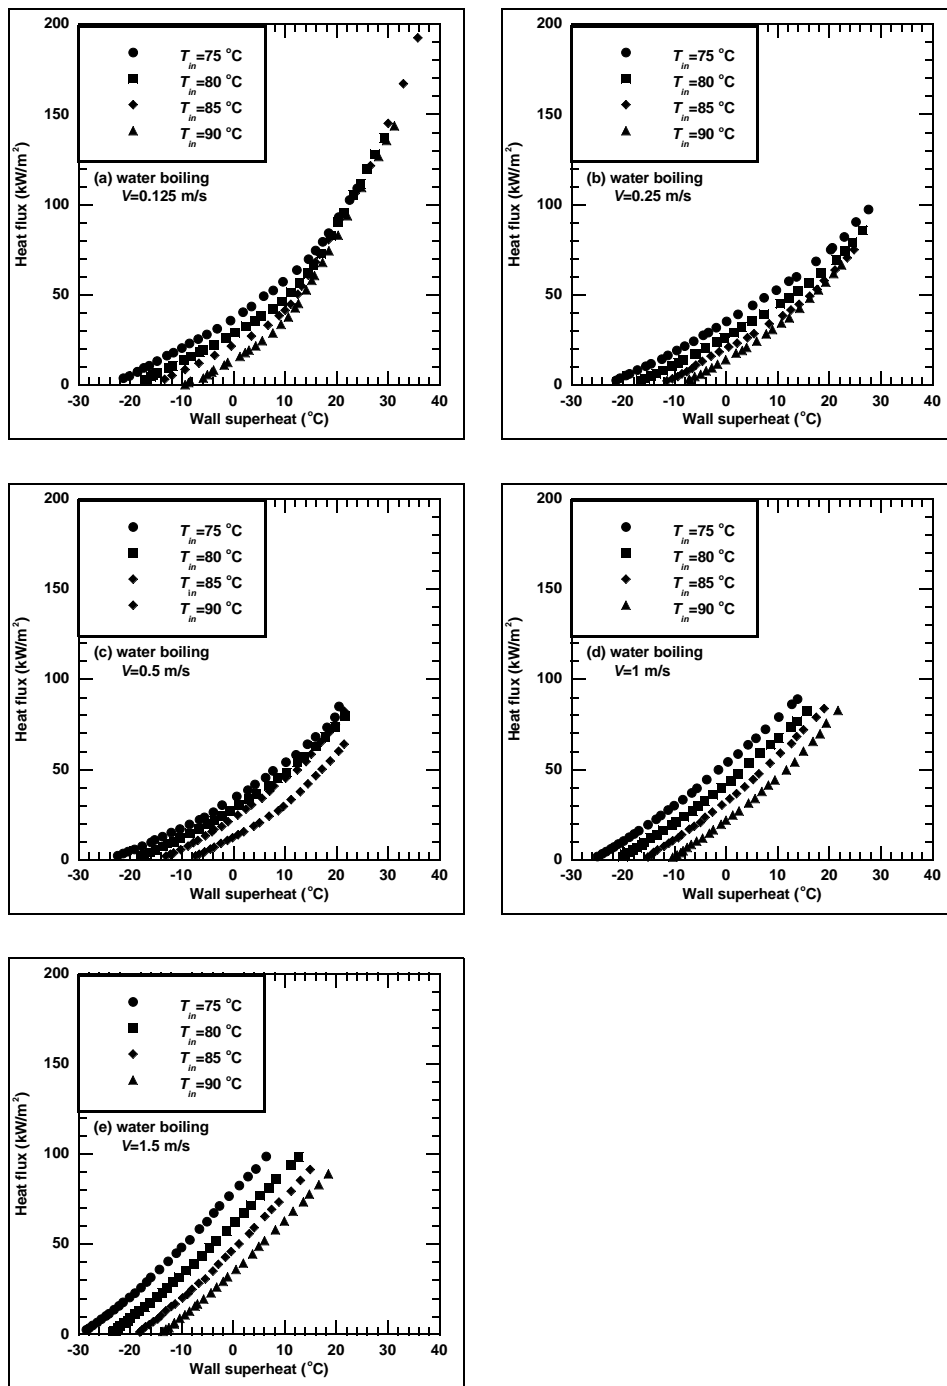 200
150
100
50
0
-30 -20 -10 0 10 20 30 40
Heat flux (kW/m²)
Wall superheat (°C)
T_in=75 °C
T_in=80 °C
T_in=85 °C
T_in=90 °C
(a) water boiling
V=0.125 m/s
200
150
100
50
0
-30 -20 -10 0 10 20 30 40
Heat flux (kW/m²)
Wall superheat (°C)
T_in=75 °C
T_in=80 °C
T_in=85 °C
T_in=90 °C
(b) water boiling
V=0.25 m/s
200
150
100
50
0
-30 -20 -10 0 10 20 30 40
Heat flux (kW/m²)
Wall superheat (°C)
T_in=75 °C
T_in=80 °C
T_in=85 °C
T_in=90 °C
(c) water boiling
V=0.5 m/s
200
150
100
50
0
-30 -20 -10 0 10 20 30 40
Heat flux (kW/m²)
Wall superheat (°C)
T_in=75 °C
T_in=80 °C
T_in=85 °C
T_in=90 °C
(d) water boiling
V=1 m/s
200
150
100
50
0
-30 -20 -10 0 10 20 30 40
Heat flux (kW/m²)
Wall superheat (°C)
T_in=75 °C
T_in=80 °C
T_in=85 °C
T_in=90 °C
(e) water boiling
V=1.5 m/s